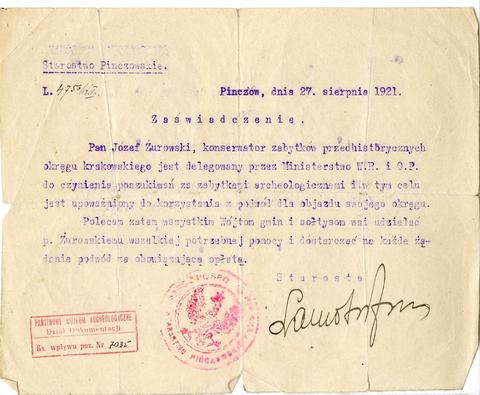 Starostwo Pinczowskie.
L. 4756/II.
Pinczów, dnia 27. sierpnia 1921.
Zaświadczenie.
Pan Józef Żurowski, konserwator zabytków przedhistorycznych
okręgu krakowskiego jest delegowany przez Ministerstwo W.R. i O.P.
do czynienia poszukiwań za zabytkami archeologicznemi i w tym celu
jest upoważniony do korzystania z podwód dla objazdu swojego okręgu.
Polecam zatem wszystkim Wójtom gmin i sołtysom wsi udzielać
p. Żurowskiemu wszelkiej potrzebnej pomocy i dostarczać na każde żą-
danie podwód za obowiązującą opłatą.
Starosta
PAŃSTWOWE MUZEUM ARCHEOLOGICZNE
Dział Dokumentacji
Ks. wpływu poz. Nr 7085